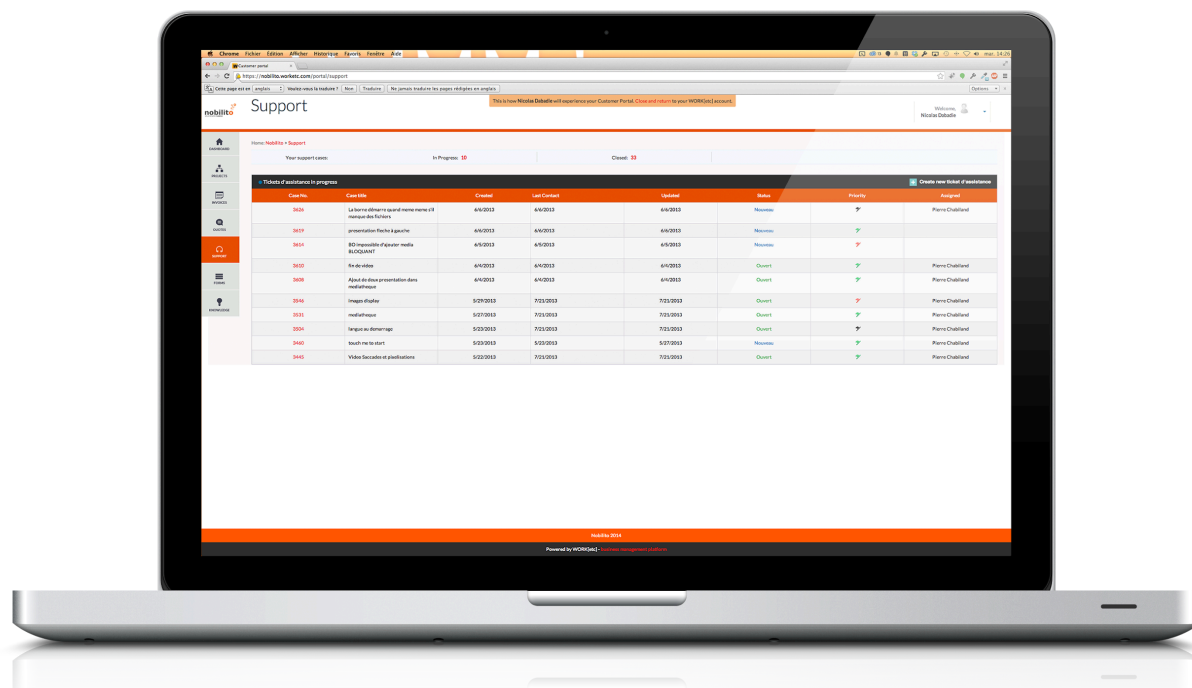 Chrome Fichier Édition Afficher Historique Favoris Fenêtre Aide mar. 14:26
Customer portal
https://nobilito.worketc.com/portal/support
Cette page est en anglais Voulez-vous la traduire ? Non Traduire Ne jamais traduire les pages rédigées en anglais Options
nobilito
Support
This is how Nicolas Dabadie will experience your Customer Portal. Close and return to your WORK[etc] account.
Welcome,
Nicolas Dabadie
DASHBOARD
PROJECTS
INVOICES
QUOTES
SUPPORT
FORMS
KNOWLEDGE
Home: Nobilito > Support
Your support cases: In Progress: 10 Closed: 33
Tickets d'assistance in progress Create new ticket d'assistance
Case No. Case title Created Last Contact Updated Status Priority Assigned
3626 La borne démarre quand meme meme s'il 6/6/2013 6/6/2013 6/6/2013 Nouveau Pierre Chabiland
manque des fichiers
3619 presentation fleche à gauche 6/6/2013 6/6/2013 6/6/2013 Nouveau
3614 BO impossible d'ajouter media 6/5/2013 6/5/2013 6/5/2013 Nouveau
BLOQUANT
3610 fin de video 6/4/2013 6/4/2013 6/4/2013 Ouvert Pierre Chabiland
3608 Ajout de deux presentation dans 6/4/2013 6/4/2013 6/4/2013 Ouvert Pierre Chabiland
mediatheque
3546 Images display 5/29/2013 7/21/2013 7/21/2013 Ouvert Pierre Chabiland
3531 mediatheque 5/27/2013 7/21/2013 7/21/2013 Ouvert Pierre Chabiland
3504 langue au demarrage 5/23/2013 7/21/2013 7/21/2013 Ouvert Pierre Chabiland
3460 touch me to start 5/23/2013 5/23/2013 5/27/2013 Nouveau Pierre Chabiland
3445 Video Saccades et pixelisations 5/22/2013 7/21/2013 7/21/2013 Ouvert Pierre Chabiland
Nobilito 2014
Powered by WORK[etc] - business management platform